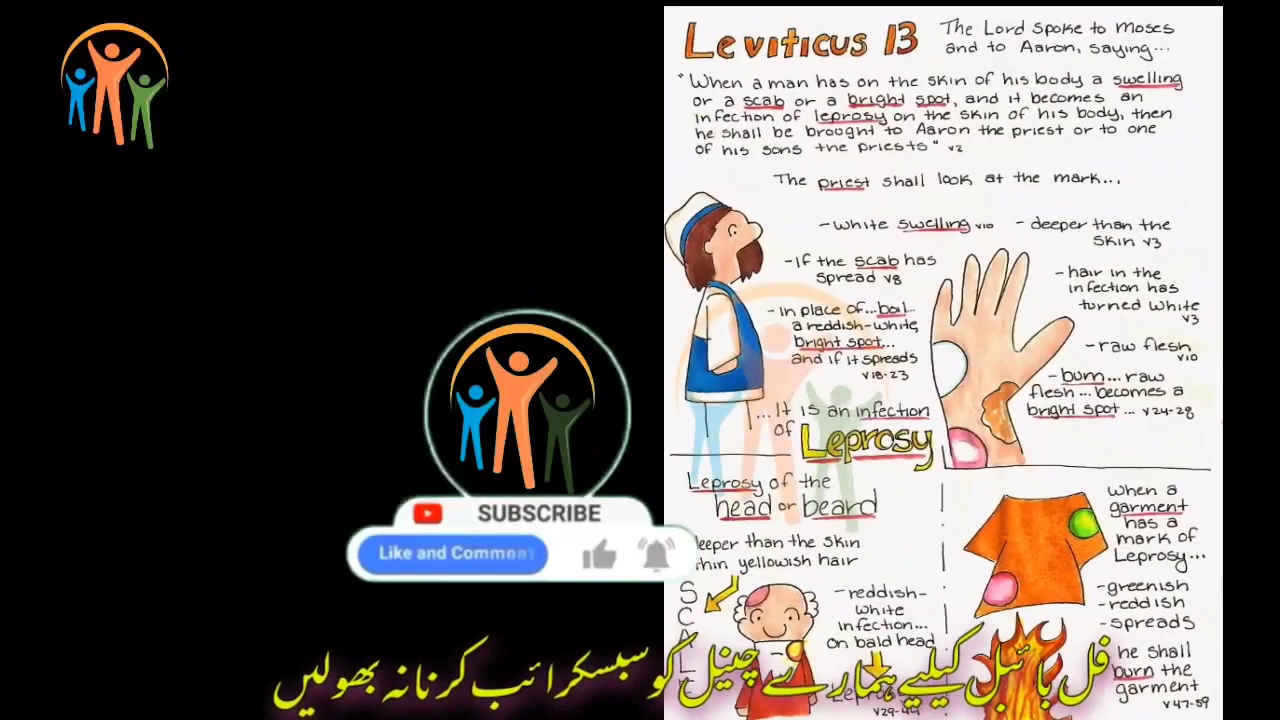 Leviticus 13
The Lord spoke to Moses
and to Aaron, saying...
"When a man has on the skin of his body a swelling
or a scab or a bright spot, and it becomes an
infection of leprosy on the skin of his body, then
he shall be brought to Aaron the priest or to one
of his sons the priests" v2
The priest shall look at the mark...
-white swelling v10
-deeper than the
skin v3
-If the scab has
spread v8
-hair in the
infection has
turned white
v3
-in place of...boil...
a reddish-white,
bright spot...
and if it spreads
v18-23
-raw flesh
v10
-burn...raw
flesh...becomes a
bright spot... v24-28
...It is an infection
of Leprosy
Leprosy of the
head or beard
deeper than the skin
thin yellowish hair
S
C
A
-reddish-
white
infection...
on bald head
Leprosy
v29-44
When a
garment
has a
mark of
Leprosy...
-greenish
-reddish
-spreads
he shall
burn the
garment
v47-59
SUBSCRIBE
Like and Comment
فل بائبل کیلیے ہمارے چینل کو سبسکرائب کرنا نہ بھولیں